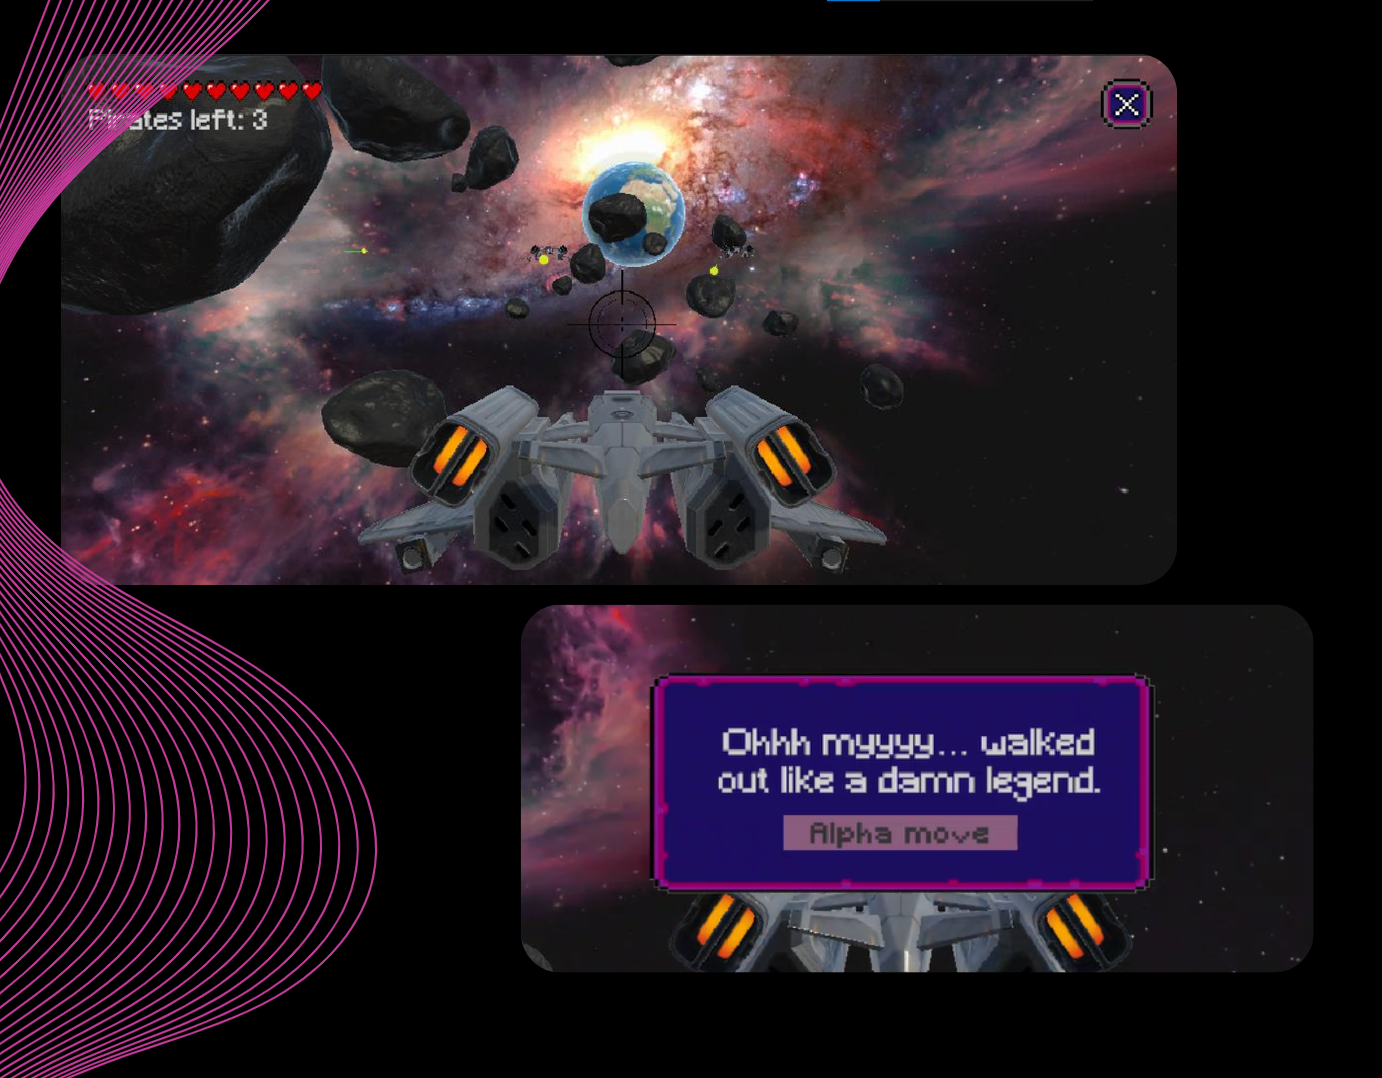 Pirates left: 3
Ohhh myyyy... walked
out like a damn legend.
Alpha move